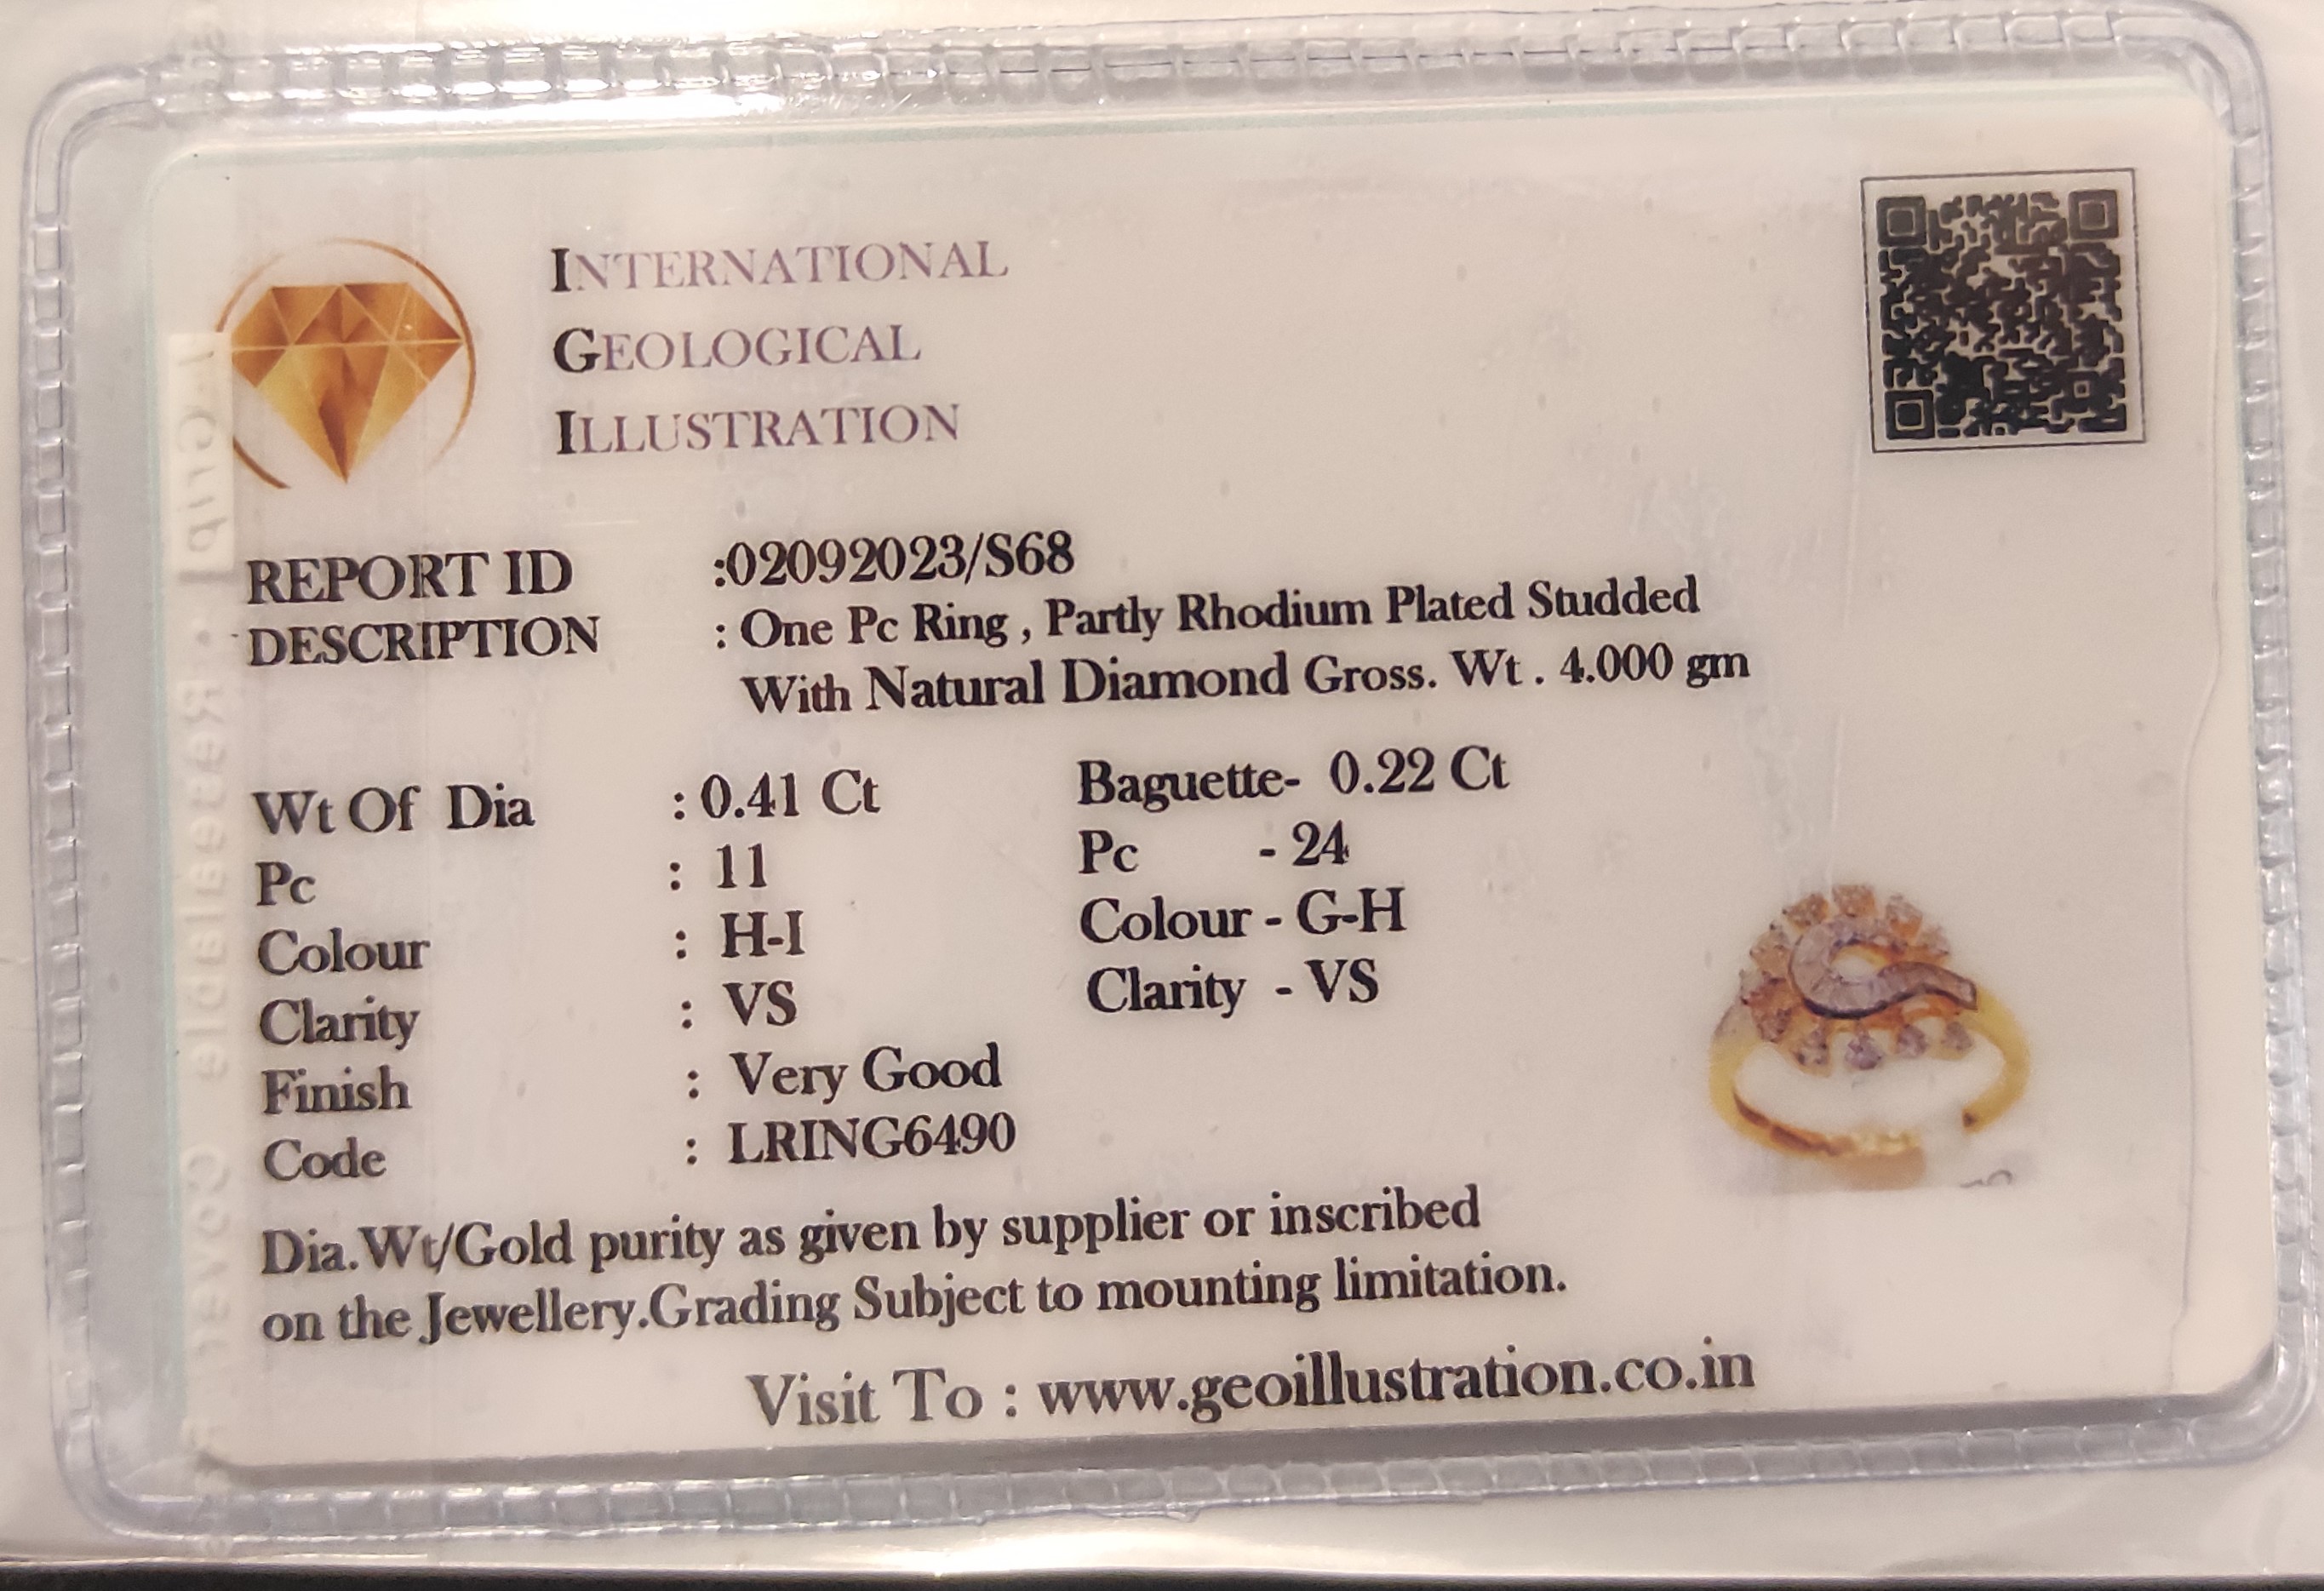 INTERNATIONAL
GEOLOGICAL
ILLUSTRATION
REPORT ID :02092023/S68
DESCRIPTION : One Pc Ring , Partly Rhodium Plated Studded
With Natural Diamond Gross. Wt . 4.000 gm
Wt Of Dia : 0.41 Ct Baguette- 0.22 Ct
Pc : 11 Pc - 24
Colour : H-I Colour - G-H
Clarity : VS Clarity - VS
Finish : Very Good
Code : LRING6490
Dia.Wt/Gold purity as given by supplier or inscribed
on the Jewellery.Grading Subject to mounting limitation.
Visit To : www.geoillustration.co.in